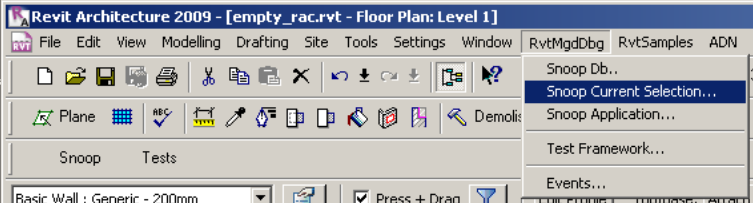 Revit Architecture 2009 - [empty_rac.rvt - Floor Plan: Level 1]
RVT File Edit View Modelling Drafting Site Tools Settings Window RvtMgdDbg RvtSamples ADN
Snoop Db..
Snoop Current Selection...
Plane ABC Demolis
Snoop Application...
Snoop Tests
Test Framework...
Events...
Basic Wall : Generic - 200mm Press + Drag